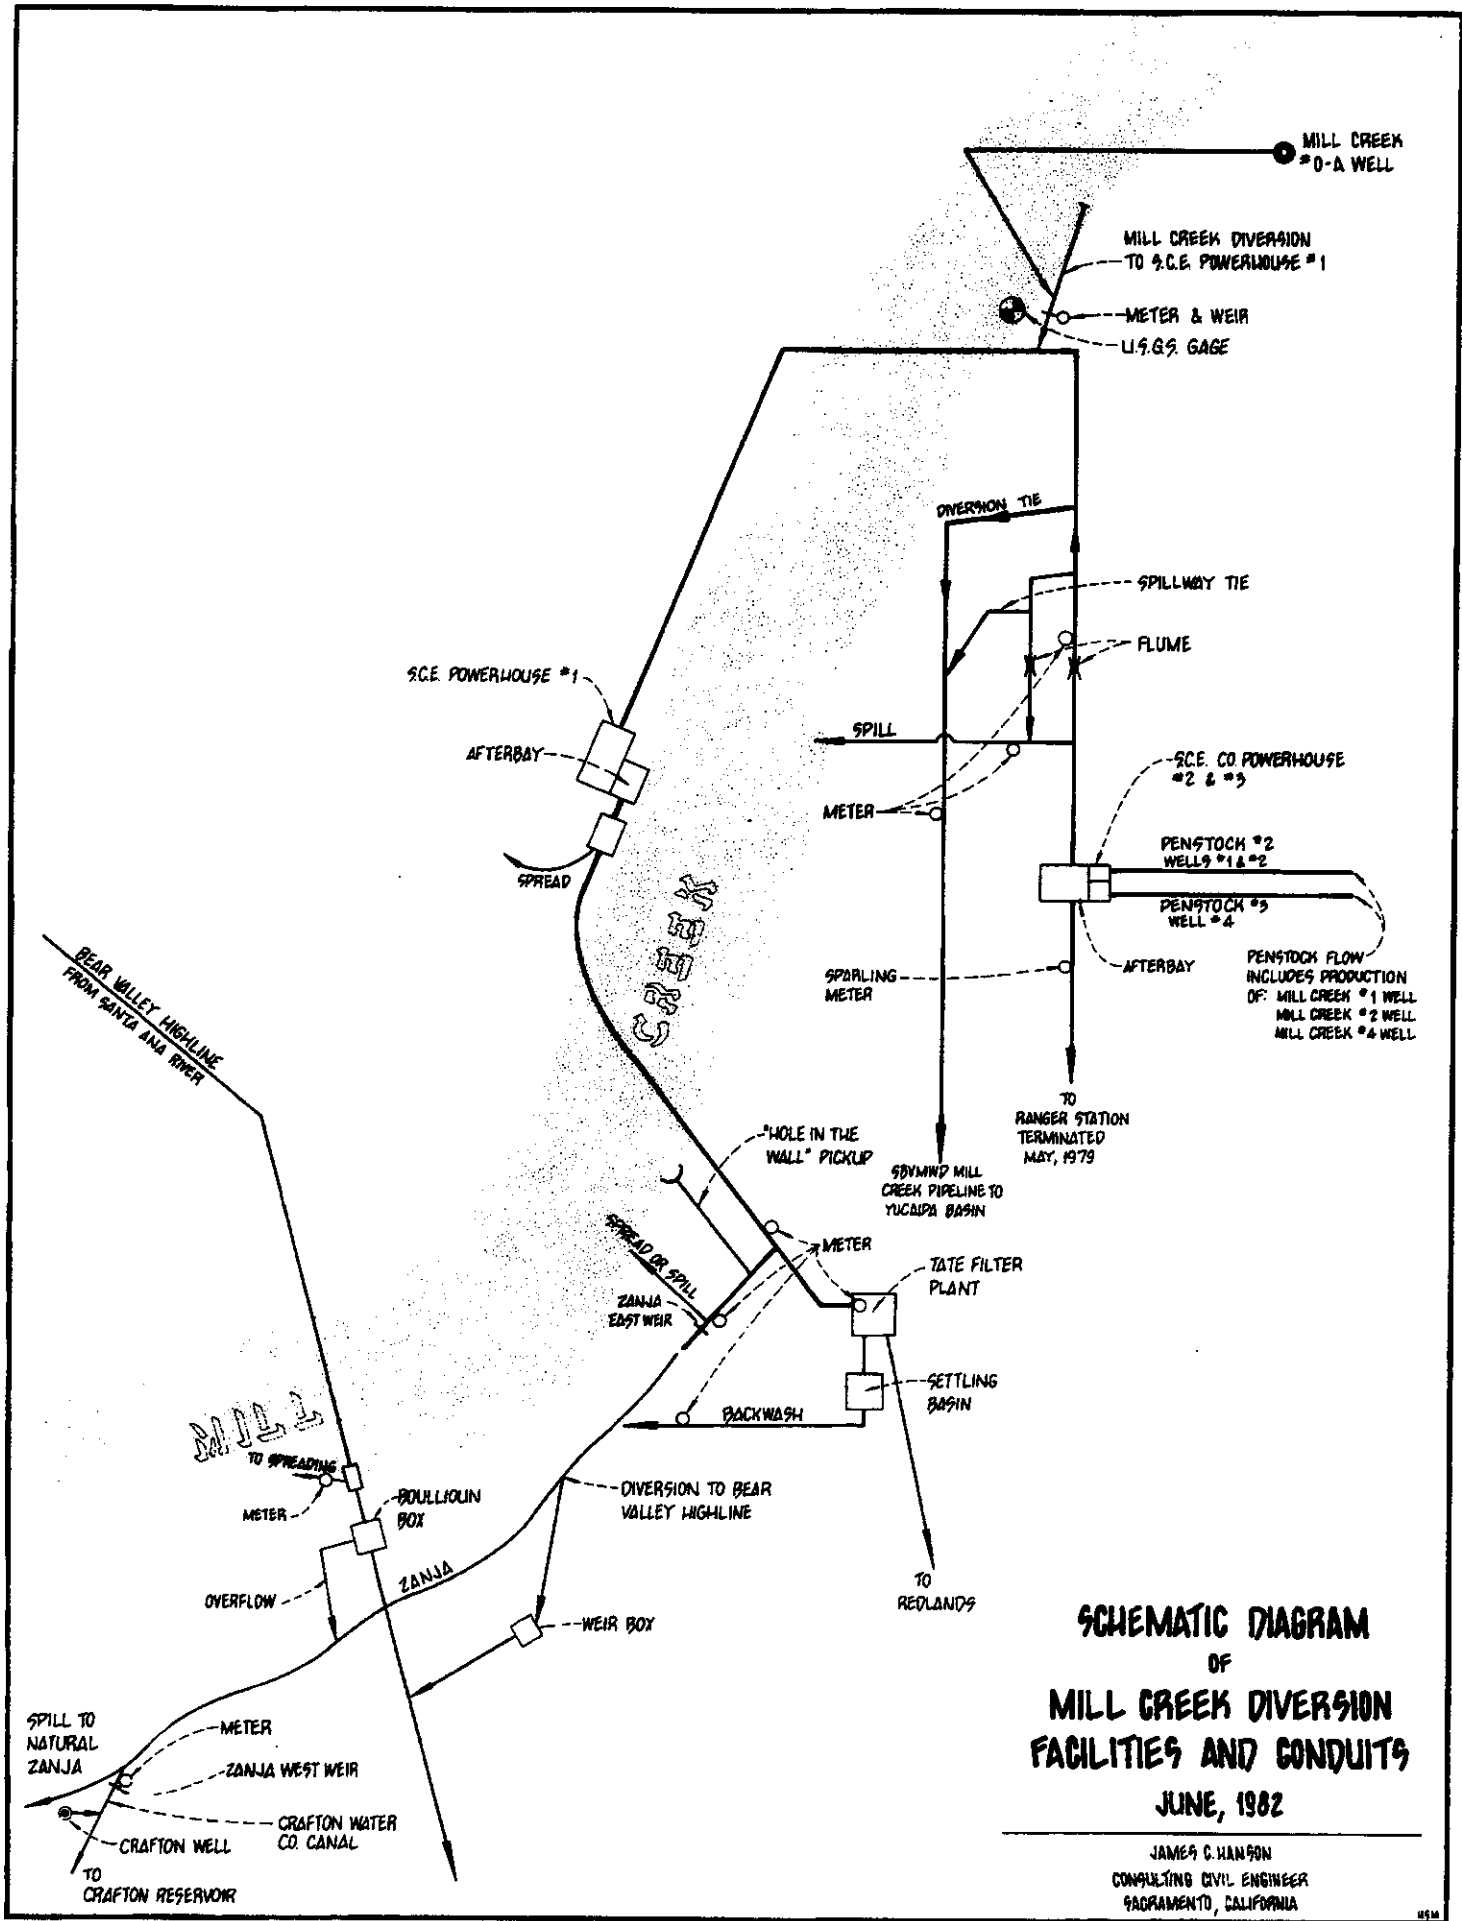 MILL CREEK
#0-A WELL
MILL CREEK DIVERSION
TO S.C.E. POWERHOUSE #1
METER & WEIR
U.S.G.S. GAGE
DIVERSION TIE
SPILLWAY TIE
FLUME
S.C.E. POWERHOUSE #1
SPILL
AFTERBAY
S.C.E. CO. POWERHOUSE
#2 & #3
METER
PENSTOCK #2
WELLS #1 & #2
SPREAD
CREEK
PENSTOCK #3
WELL #4
BEAR VALLEY HIGHLINE
FROM SANTA ANA RIVER
SPARLING
METER
AFTERBAY
PENSTOCK FLOW
INCLUDES PRODUCTION
OF: MILL CREEK #1 WELL
MILL CREEK #2 WELL
MILL CREEK #4 WELL
TO
RANGER STATION
TERMINATED
MAY, 1979
"HOLE IN THE
WALL" PICKUP
SBVMWD MILL
CREEK PIPELINE TO
YUCAIPA BASIN
SPREAD OR SPILL
METER
TATE FILTER
PLANT
ZANJA
EAST WEIR
SETTLING
BASIN
BACKWASH
MILL
TO SPREADING
METER
BOULLIOUN
BOX
DIVERSION TO BEAR
VALLEY HIGHLINE
ZANJA
OVERFLOW
WEIR BOX
TO
REDLANDS
SPILL TO
NATURAL
ZANJA
METER
ZANJA WEST WEIR
CRAFTON WATER
CO. CANAL
CRAFTON WELL
TO
CRAFTON RESERVOIR
SCHEMATIC DIAGRAM
OF
MILL CREEK DIVERSION
FACILITIES AND CONDUITS
JUNE, 1982
JAMES C. HANSON
CONSULTING CIVIL ENGINEER
SACRAMENTO, CALIFORNIA